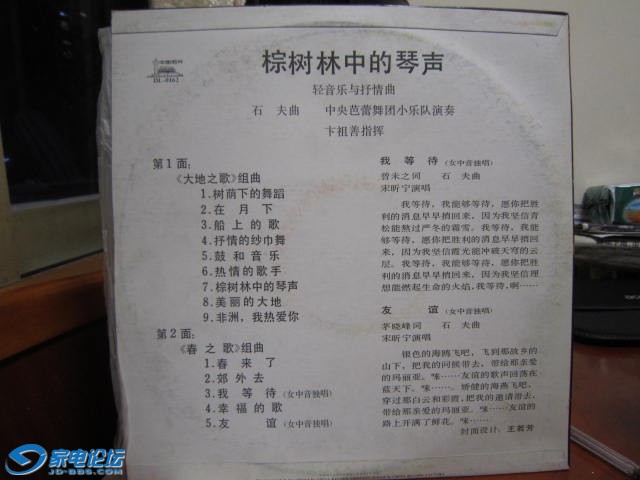 中国唱片
DL-0162
棕树林中的琴声
轻音乐与抒情曲
石 夫曲 中央芭蕾舞团小乐队演奏
卞祖善指挥
第1面:
《大地之歌》组曲
1.树荫下的舞蹈
2.在 月 下
3.船 上 的 歌
4.抒情的纱巾舞
5.鼓 和 音 乐
6.热情的歌手
7.棕树林中的琴声
8.美丽的大地
9.非洲,我热爱你
第2面:
《春 之 歌》组曲
1.春 来 了
2.郊 外 去
3.我 等 待 (女中音独唱)
4.幸 福 的 歌
5.友 谊 (女中音独唱)
我 等 待 (女中音独唱)
曾未之词 石 夫曲
宋昕宁演唱
我等待,我能够等待,愿你把胜
利的消息早早捎回来,因为我坚信青
松能熬过严冬的霜雪。我等待,我能
够等待,愿你把胜利的消息早早捎回
来,因为我坚信霞光能冲破天穹的云
层。我等待,我能够等待,愿你把胜
利的消息早早捎回来,因为我坚信理
想能燃起生命的火焰,我等待,啊……
友 谊 (女中音独唱)
茅晓峰词 石 夫曲
宋昕宁演唱
银色的海鸥飞吧,飞到那故乡的
山下,把我的问候带去,带给那亲爱
的玛丽亚。咪……友谊的歌声回荡在
蓝天下。咪……。矫健的海燕飞吧,
穿过那白云和彩霞,把我的邀请带去,
带给那亲爱的玛丽亚。咪……友谊的
路上开满了鲜花。咪……
封面设计:王若芳
家电论坛
JD-BBS.COM